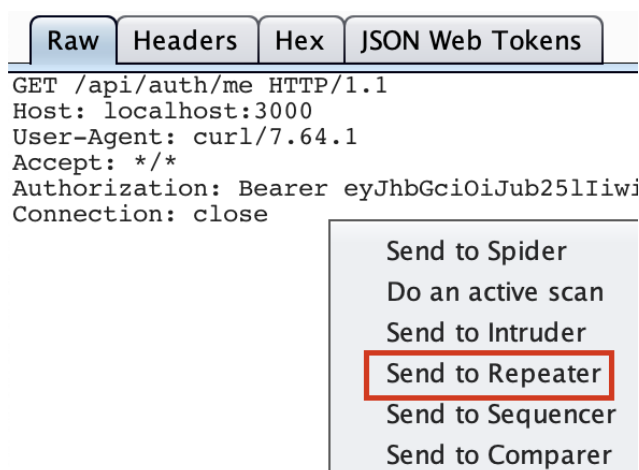 Raw Headers Hex JSON Web Tokens
GET /api/auth/me HTTP/1.1
Host: localhost:3000
User-Agent: curl/7.64.1
Accept: */*
Authorization: Bearer eyJhbGciOiJub25lIiwi
Connection: close
Send to Spider
Do an active scan
Send to Intruder
Send to Repeater
Send to Sequencer
Send to Comparer